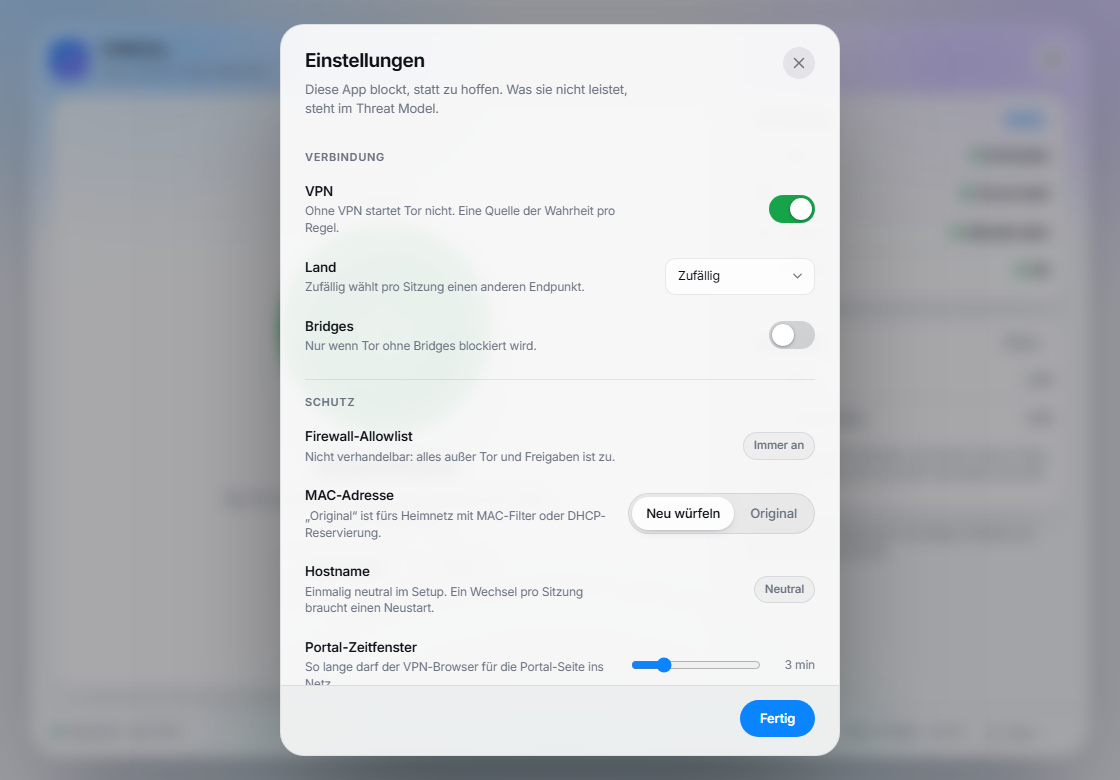 Einstellungen
Diese App blockt, statt zu hoffen. Was sie nicht leistet,
steht im Threat Model.
VERBINDUNG
VPN
Ohne VPN startet Tor nicht. Eine Quelle der Wahrheit pro
Regel.
Land
Zufällig wählt pro Sitzung einen anderen Endpunkt.
Zufällig
Bridges
Nur wenn Tor ohne Bridges blockiert wird.
SCHUTZ
Firewall-Allowlist
Nicht verhandelbar: alles außer Tor und Freigaben ist zu.
Immer an
MAC-Adresse
„Original“ ist fürs Heimnetz mit MAC-Filter oder DHCP-
Reservierung.
Neu würfeln
Original
Hostname
Einmalig neutral im Setup. Ein Wechsel pro Sitzung
braucht einen Neustart.
Neutral
Portal-Zeitfenster
So lange darf der VPN-Browser für die Portal-Seite ins
Netz.
3 min
Fertig